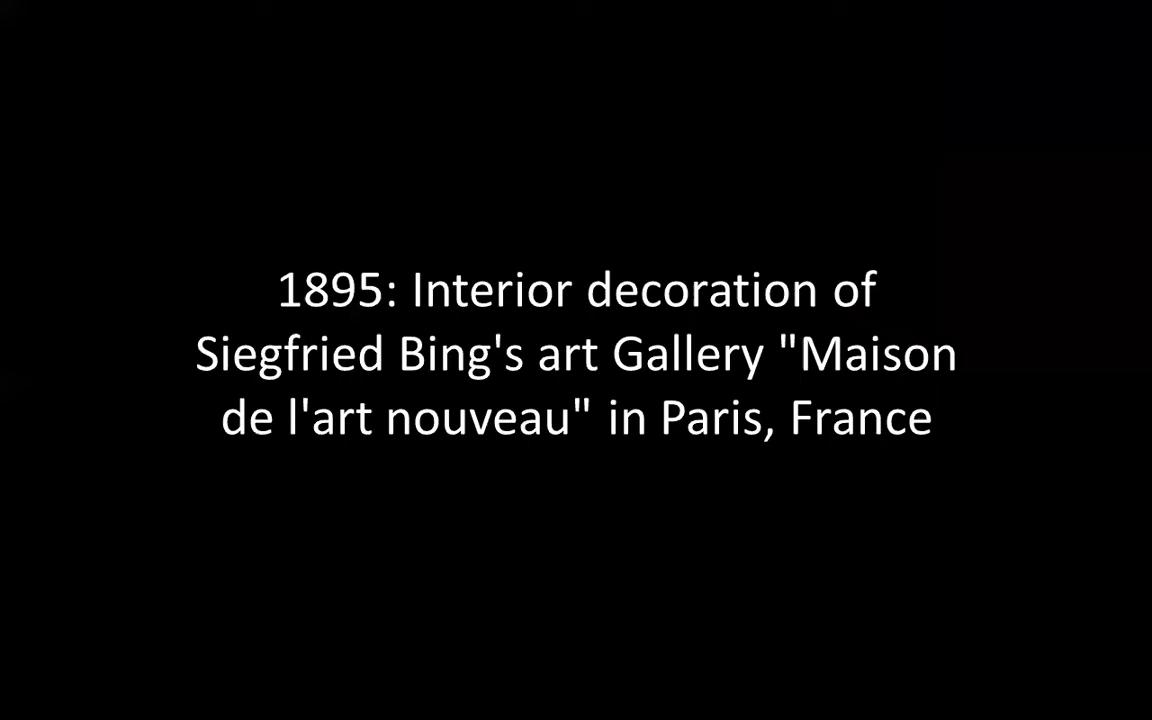 1895: Interior decoration of
Siegfried Bing's art Gallery "Maison
de l'art nouveau" in Paris, France